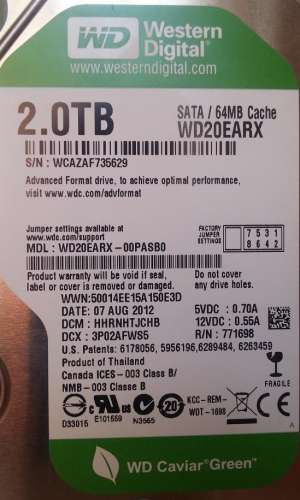 WD Western Digital®
www.westerndigital.com
2.0TB SATA / 64MB Cache
WD20EARX
S/N : WCAZAF735629
Advanced Format drive, to achieve optimal performance,
visit www.wdc.com/advformat
Jumper settings available at
www.wdc.com/support
FACTORY JUMPER SETTING
7 5 3 1
8 6 4 2
MDL : WD20EARX-00PASB0
Product warranty will be void if seal,
label or cover is removed or damaged.
Do not cover
any drive holes.
WWN:50014EE15A150E3D
DATE: 07 AUG 2012 5VDC: 0.70A
DCM : HHRNHTJCHB 12VDC: 0.55A
DCX : 3P02AFWS5 R/N : 771698
U.S. Patents: 6178056, 5956196,6289484, 6263459
Product of Thailand
Canada ICES-003 Class B/
NMB-003 Class B
D33015 E101559 N3565 20
KCC-REM-
WDT-1698
WD Caviar® Green™